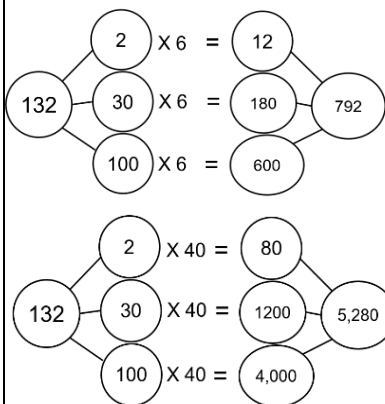 2 X 6 = 12
132 30 X 6 = 180 792
100 X 6 = 600
2 X 40 = 80
132 30 X 40 = 1200 5,280
100 X 40 = 4,000